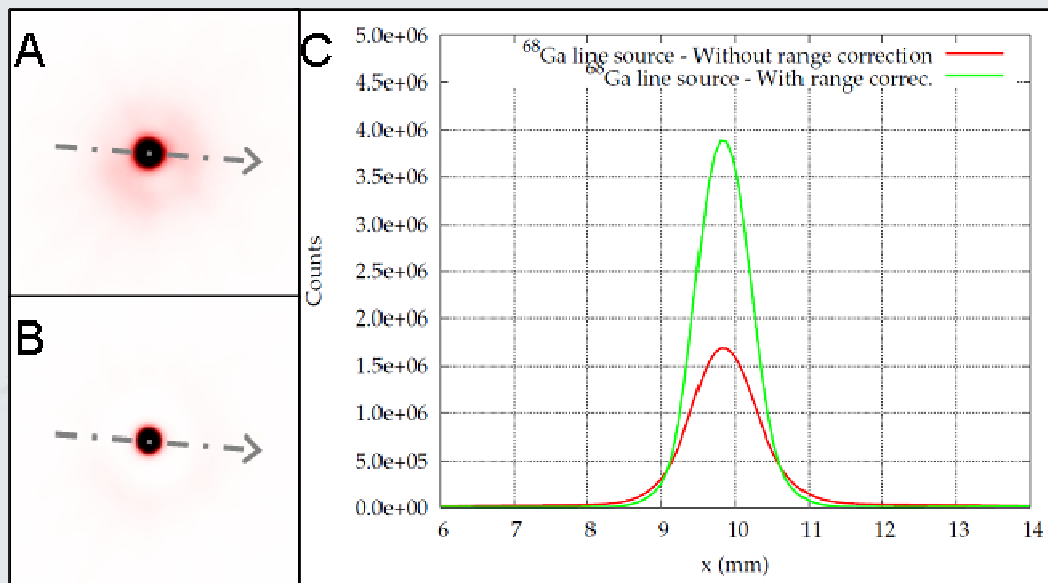 A
B
C
⁶⁸Ga line source - Without range correction
⁶⁸Ga line source - With range correc.
5.0e+06
4.5e+06
4.0e+06
3.5e+06
3.0e+06
2.5e+06
2.0e+06
1.5e+06
1.0e+06
5.0e+05
0.0e+00
Counts
6 7 8 9 10 11 12 13 14
x (mm)